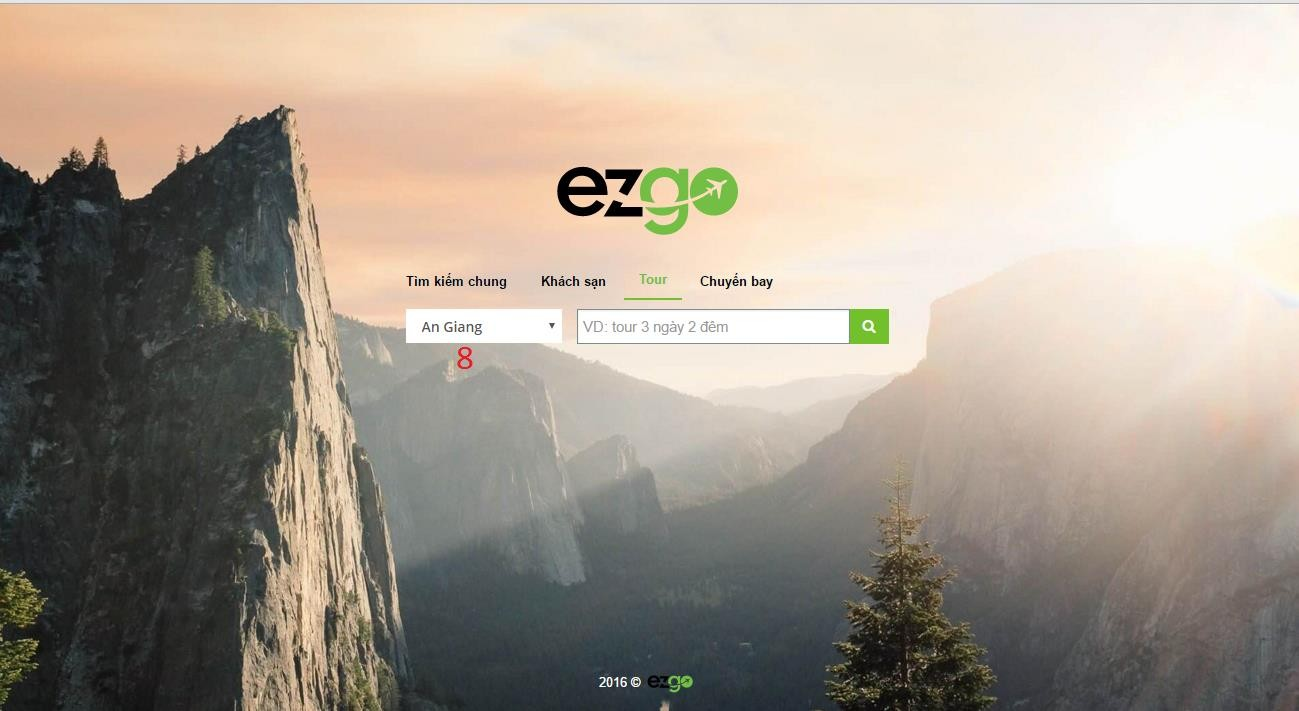 ezgo
Tìm kiếm chung Khách sạn Tour Chuyến bay
An Giang VD: tour 3 ngày 2 đêm
8
2016 © ezgo